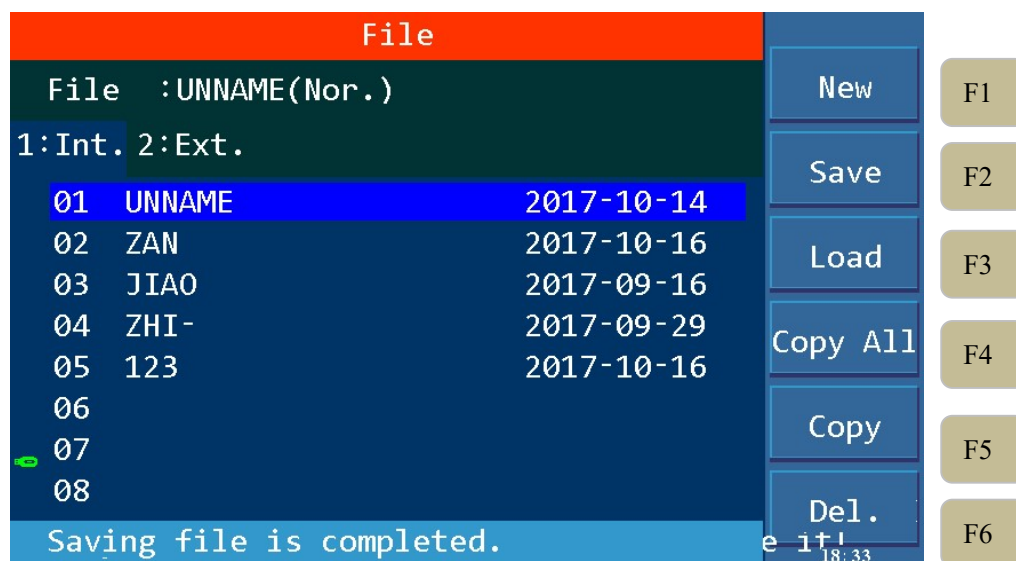 File
File :UNNAME(Nor.)
1:Int. 2:Ext.
01 UNNAME 2017-10-14
02 ZAN 2017-10-16
03 JIAO 2017-09-16
04 ZHI- 2017-09-29
05 123 2017-10-16
06
07
08
Saving file is completed.
e it!
18:33
New
Save
Load
Copy All
Copy
Del.
F1
F2
F3
F4
F5
F6